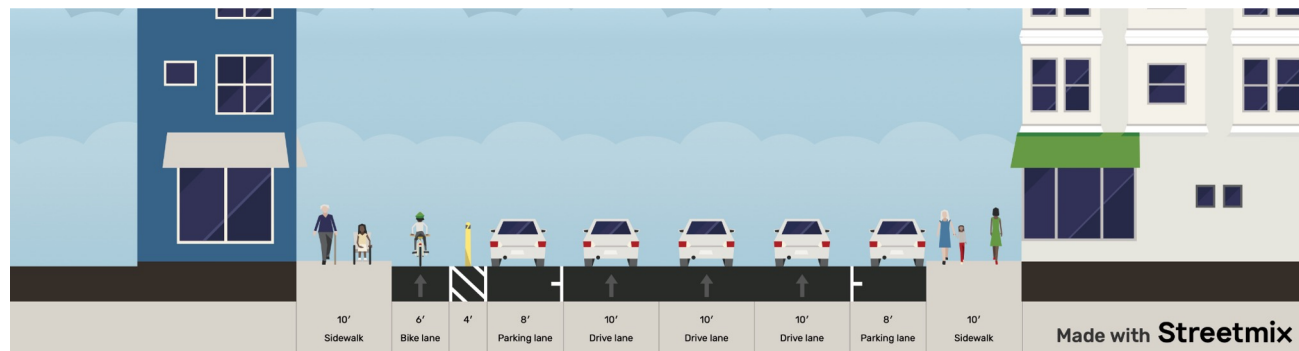 10′
Sidewalk
6′
Bike lane
4′
8′
Parking lane
10′
Drive lane
10′
Drive lane
10′
Drive lane
8′
Parking lane
10′
Sidewalk
Made with Streetmix